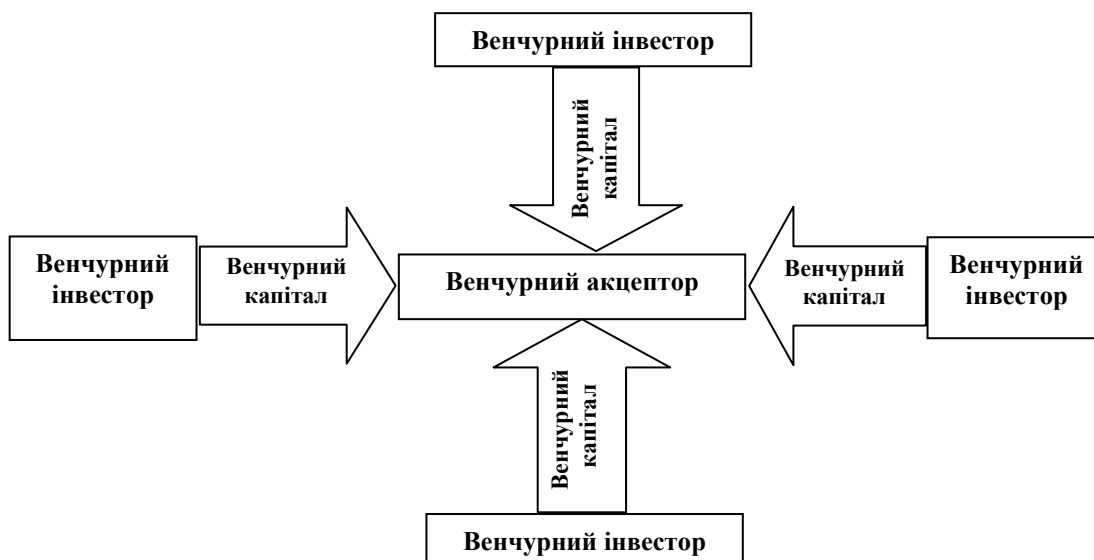 Венчурний інвестор
Венчурний
капітал
Венчурний
інвестор
Венчурний
капітал
Венчурний акцептор
Венчурний
капітал
Венчурний
інвестор
Венчурний
капітал
Венчурний інвестор